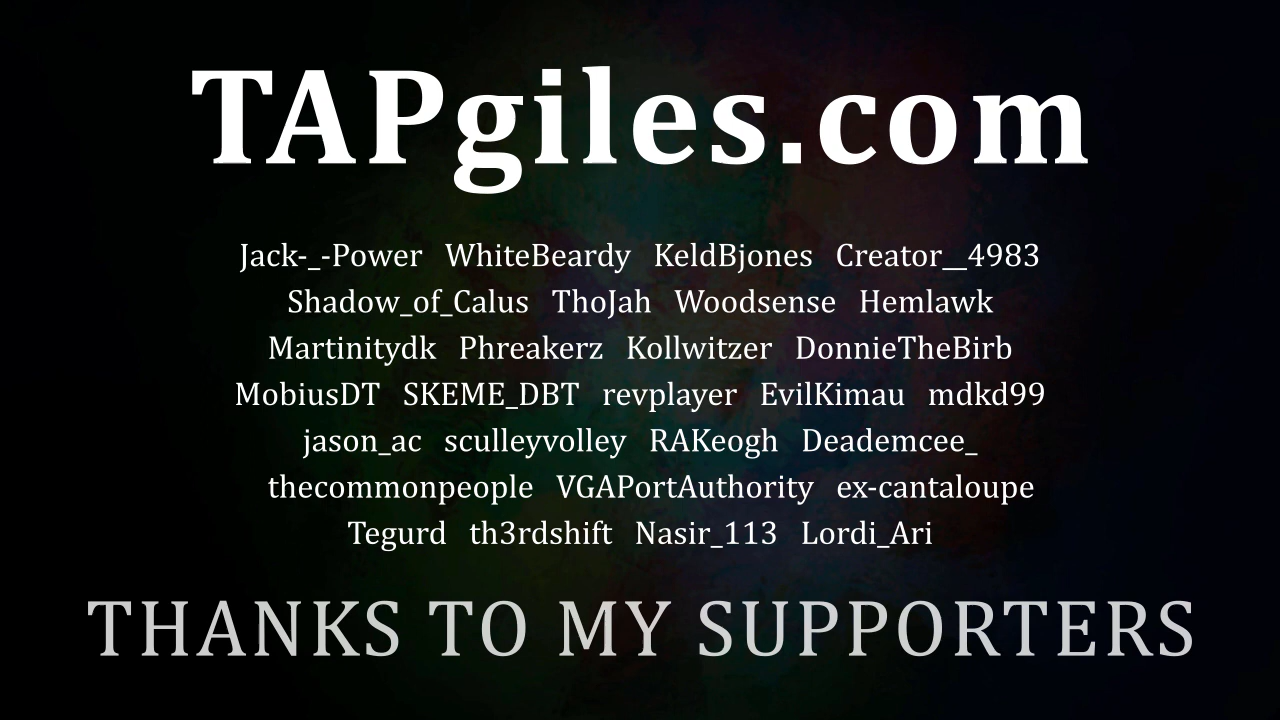 TAPgiles.com
Jack-_-Power WhiteBeardy KeldBjones Creator__4983
Shadow_of_Calus ThoJah Woodsense Hemlawk
Martinitydk Phreakerz Kollwitzer DonnieTheBirb
MobiusDT SKEME_DBT revplayer EvilKimau mdkd99
jason_ac sculleyvolley RAKeogh Deademcee_
thecommonpeople VGAPortAuthority ex-cantaloupe
Tegurd th3rdshift Nasir_113 Lordi_Ari
THANKS TO MY SUPPORTERS